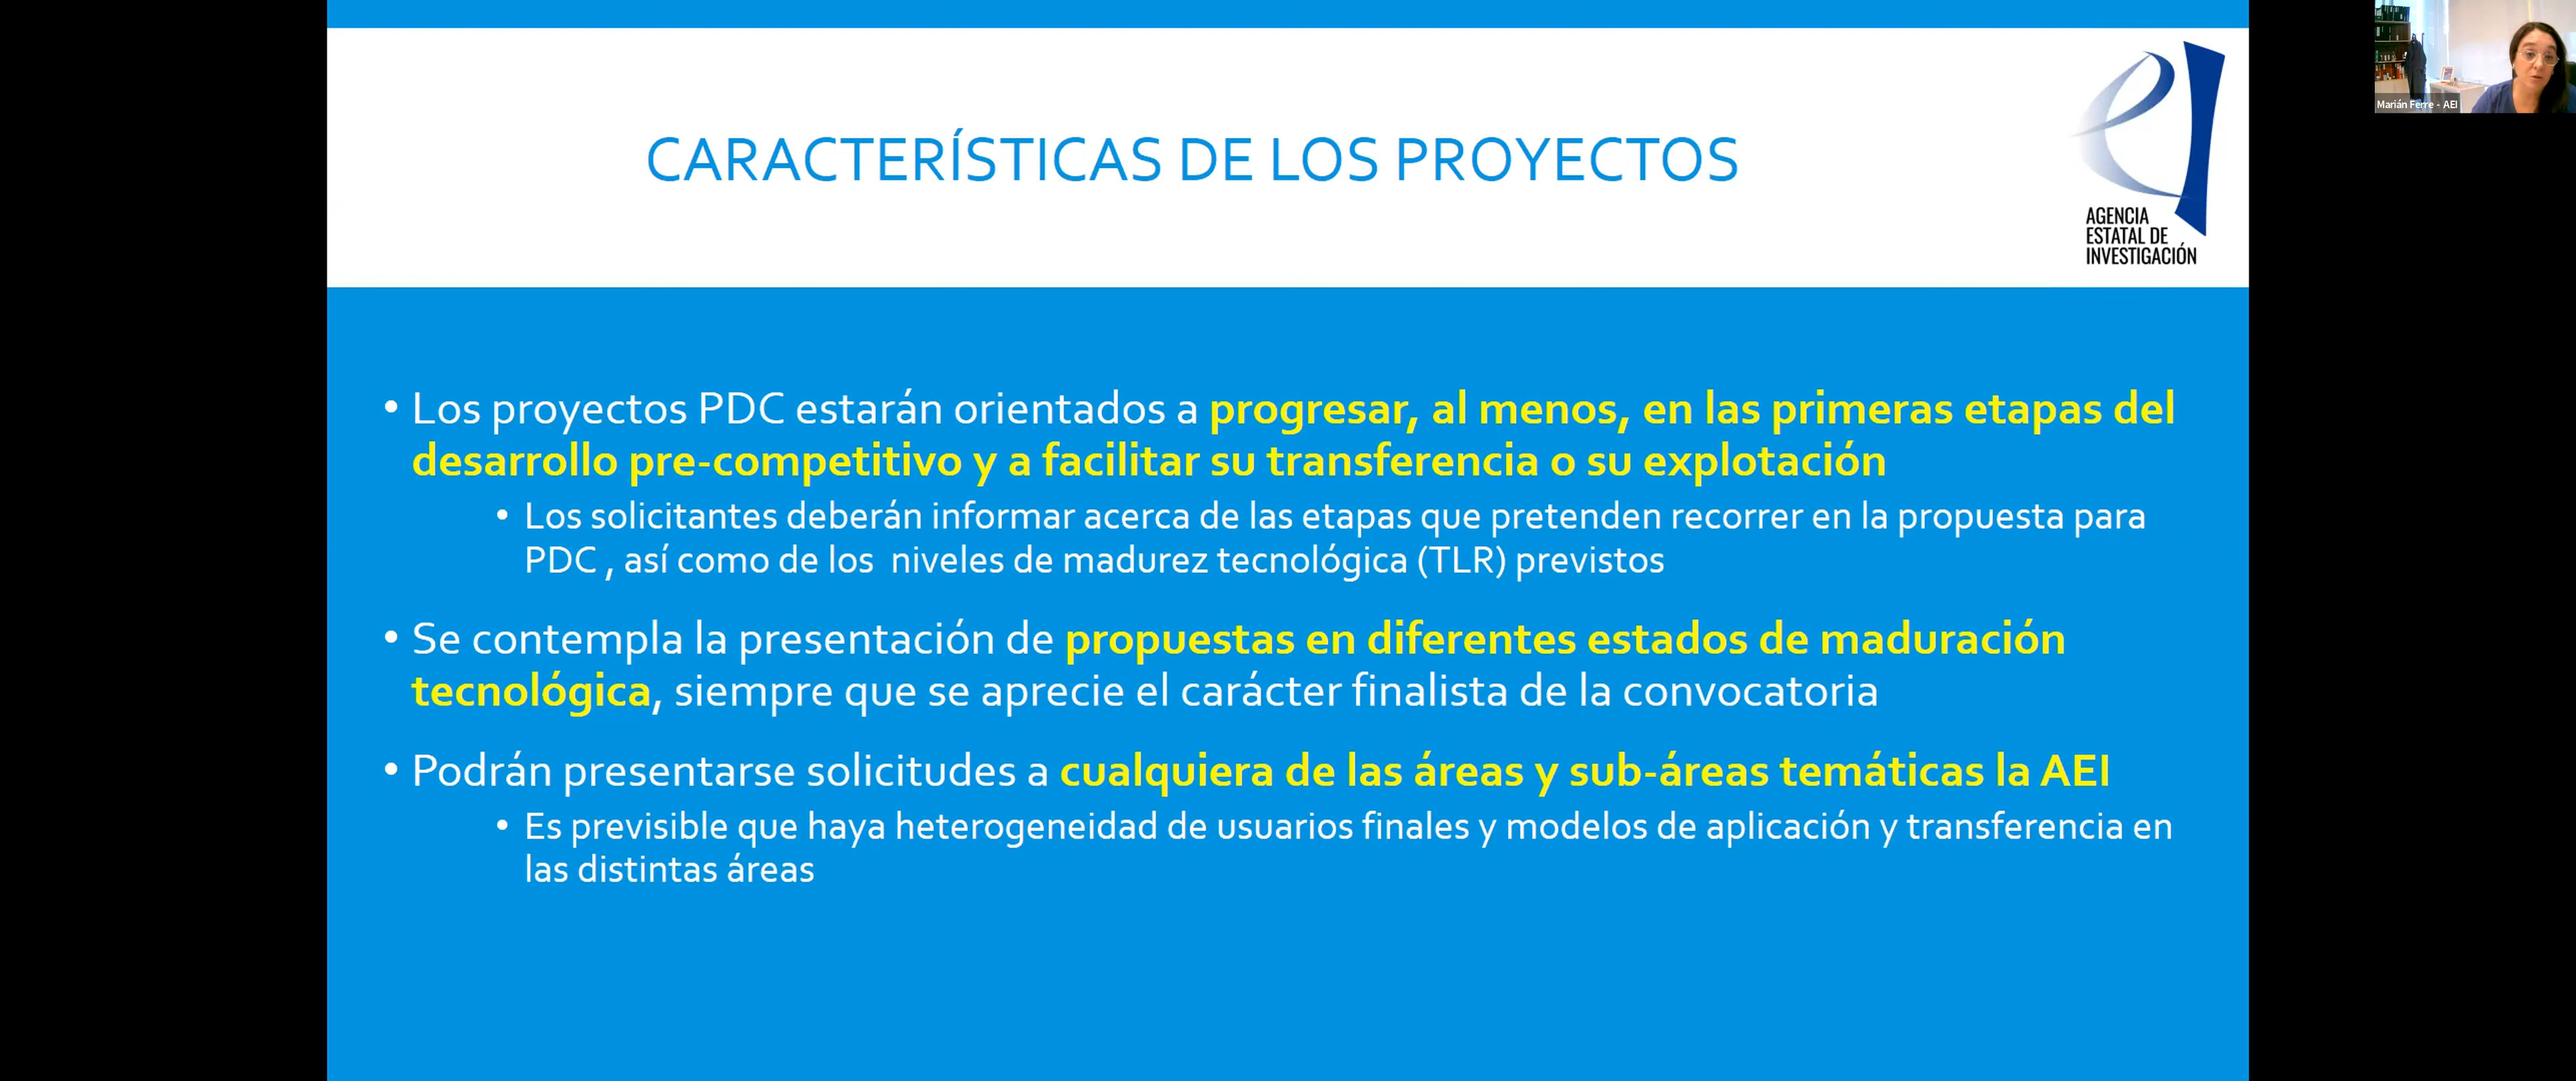 CARACTERÍSTICAS DE LOS PROYECTOS
AGENCIA
ESTATAL DE
INVESTIGACIÓN
Marián Ferre - AEI
• Los proyectos PDC estarán orientados a progresar, al menos, en las primeras etapas del
desarrollo pre-competitivo y a facilitar su transferencia o su explotación
• Los solicitantes deberán informar acerca de las etapas que pretenden recorrer en la propuesta para
PDC , así como de los niveles de madurez tecnológica (TLR) previstos
• Se contempla la presentación de propuestas en diferentes estados de maduración
tecnológica, siempre que se aprecie el carácter finalista de la convocatoria
• Podrán presentarse solicitudes a cualquiera de las áreas y sub-áreas temáticas la AEI
• Es previsible que haya heterogeneidad de usuarios finales y modelos de aplicación y transferencia en
las distintas áreas